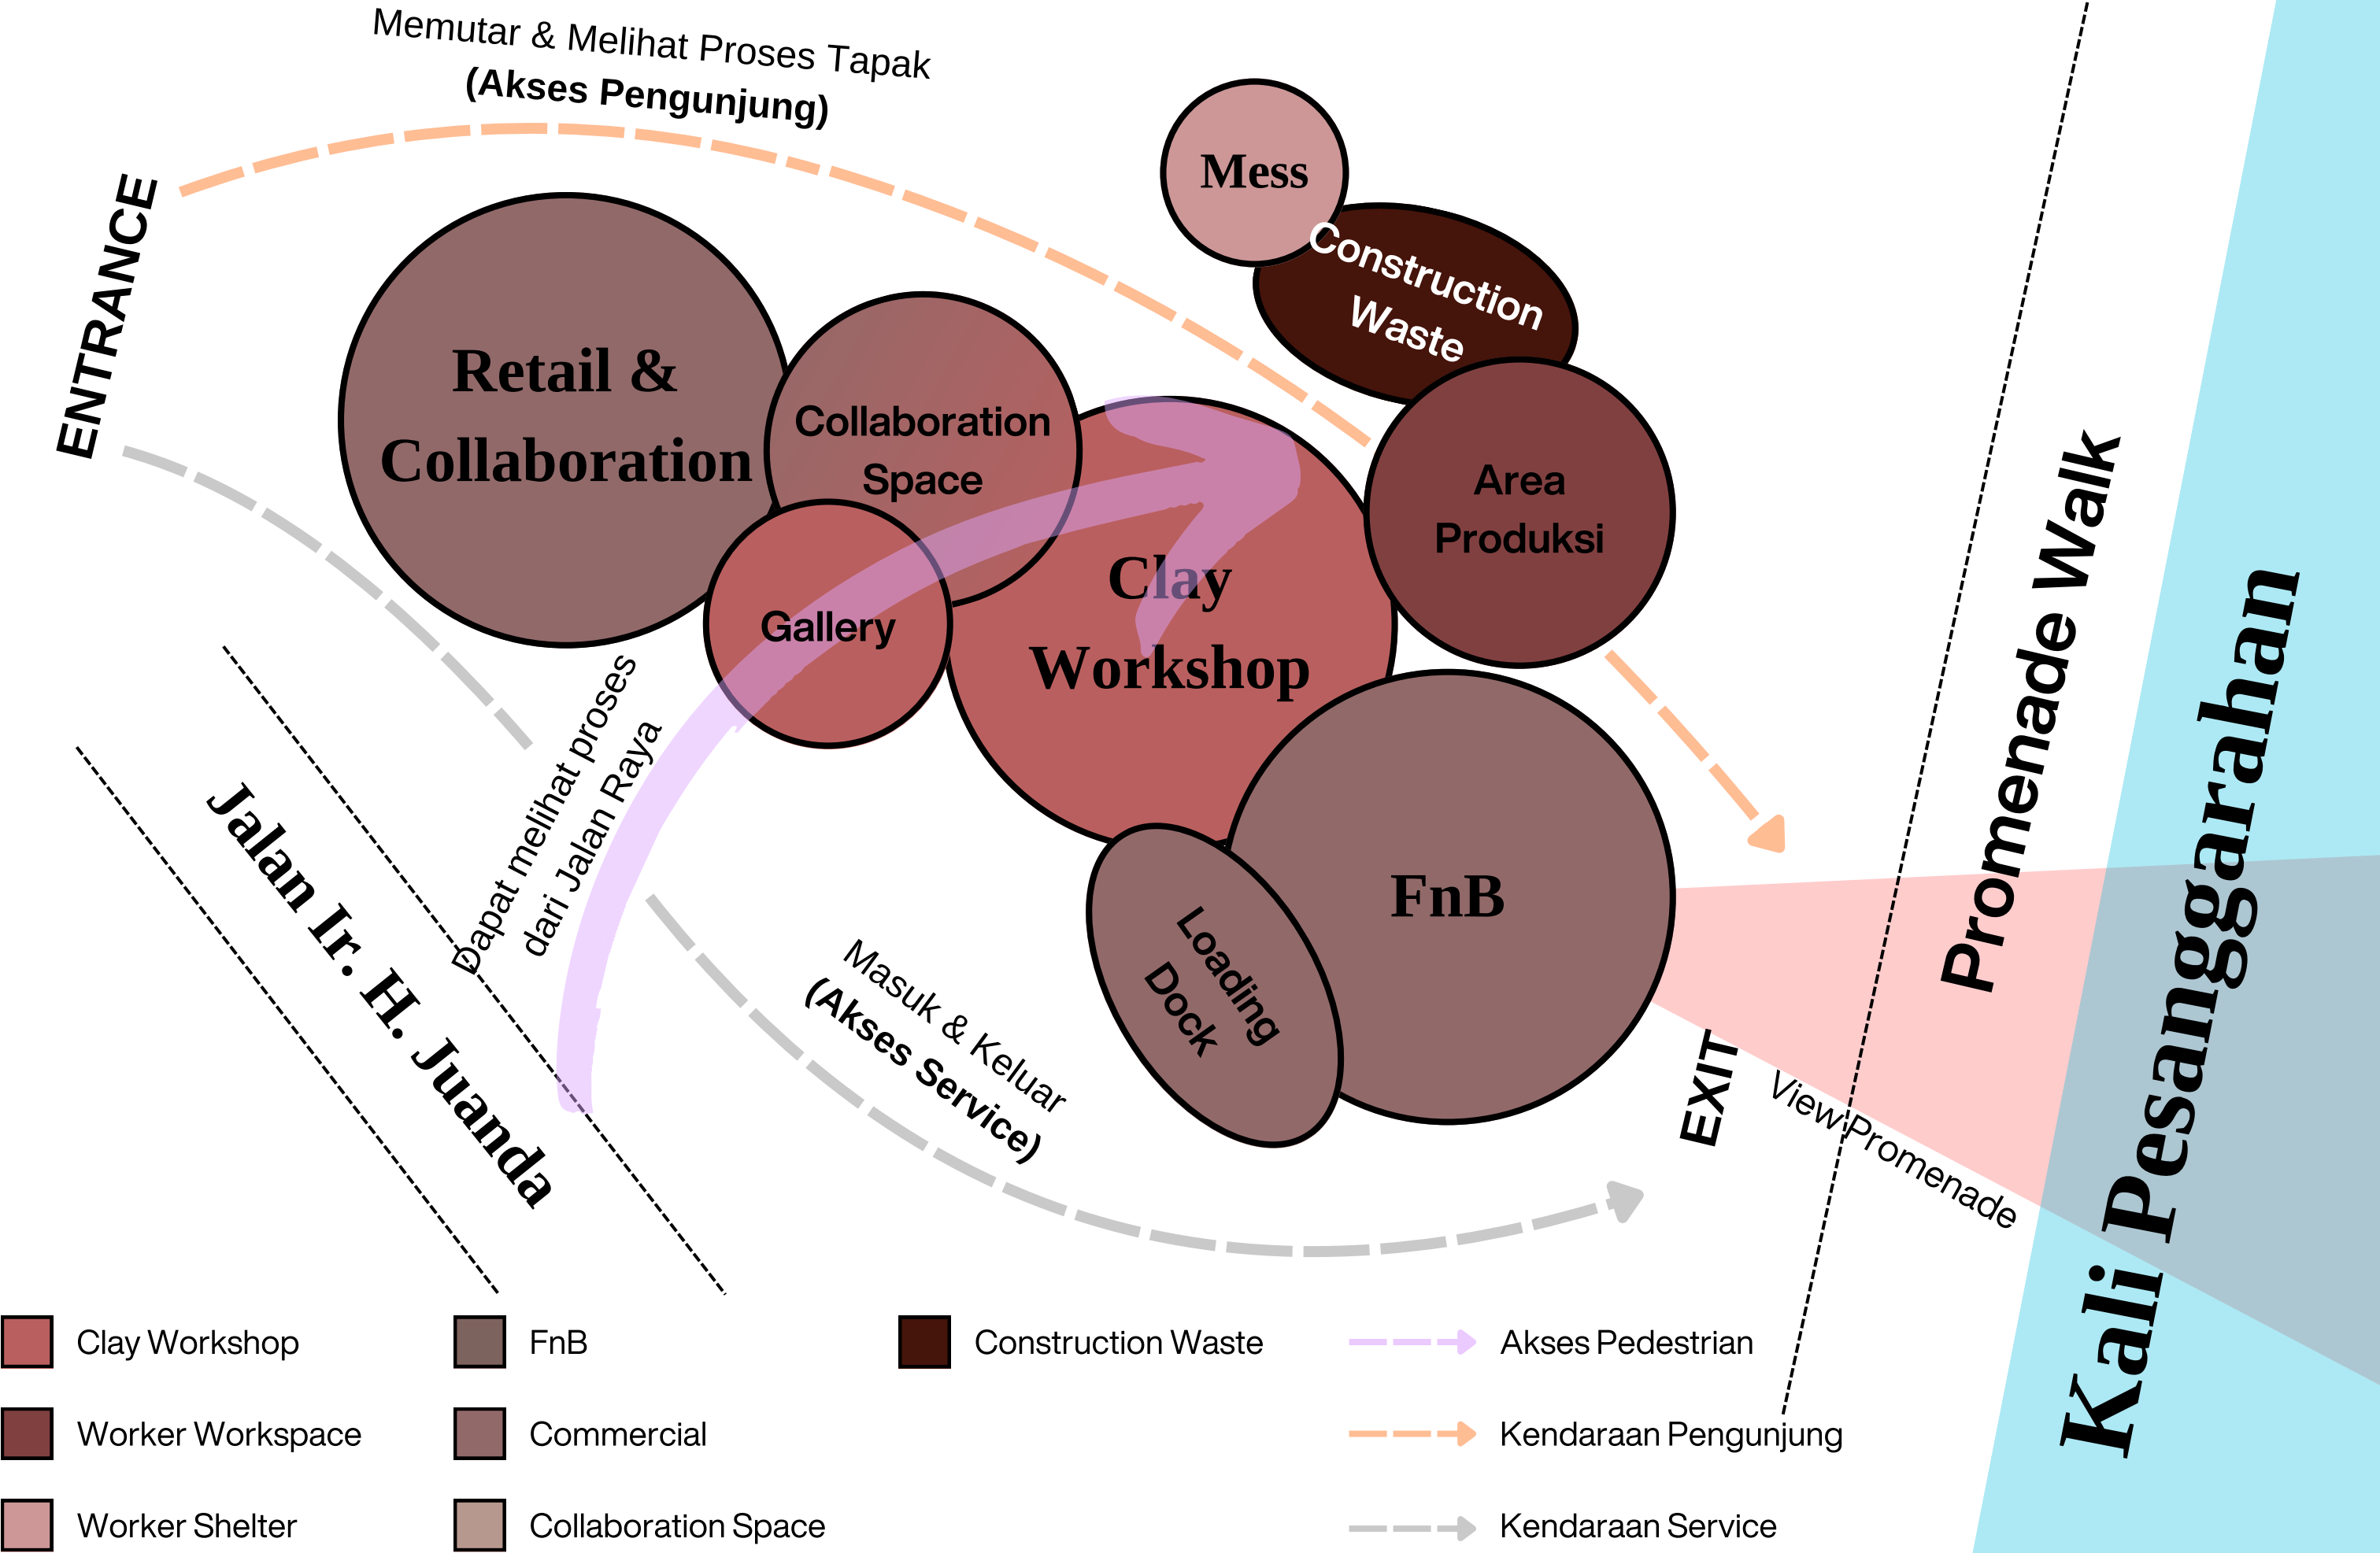 Memutar & Melihat Proses Tapak
(Akses Pengunjung)
ENTRANCE
Mess
Construction
Waste
Retail &
Collaboration
Collaboration
Space
Area
Produksi
Gallery
Clay
Workshop
FnB
Loading
Dock
Dapat melihat proses
dari Jalan Raya
Jalan Ir. H. Juanda
Masuk & Keluar
(Akses Service)
EXIT
View Promenade
Promenade Walk
Kali Pesanggarahan
Clay Workshop
Worker Workspace
Worker Shelter
FnB
Commercial
Collaboration Space
Construction Waste
Akses Pedestrian
Kendaraan Pengunjung
Kendaraan Service